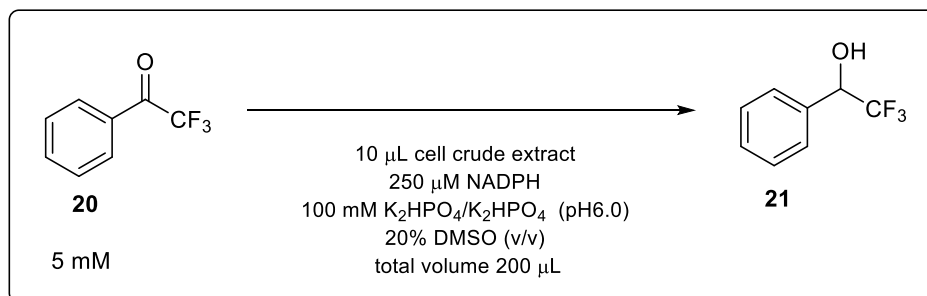 O
CF₃
20
5 mM
10 μL cell crude extract
250 μM NADPH
100 mM K₂HPO₄/K₂HPO₄ (pH6.0)
20% DMSO (v/v)
total volume 200 μL
OH
CF₃
21